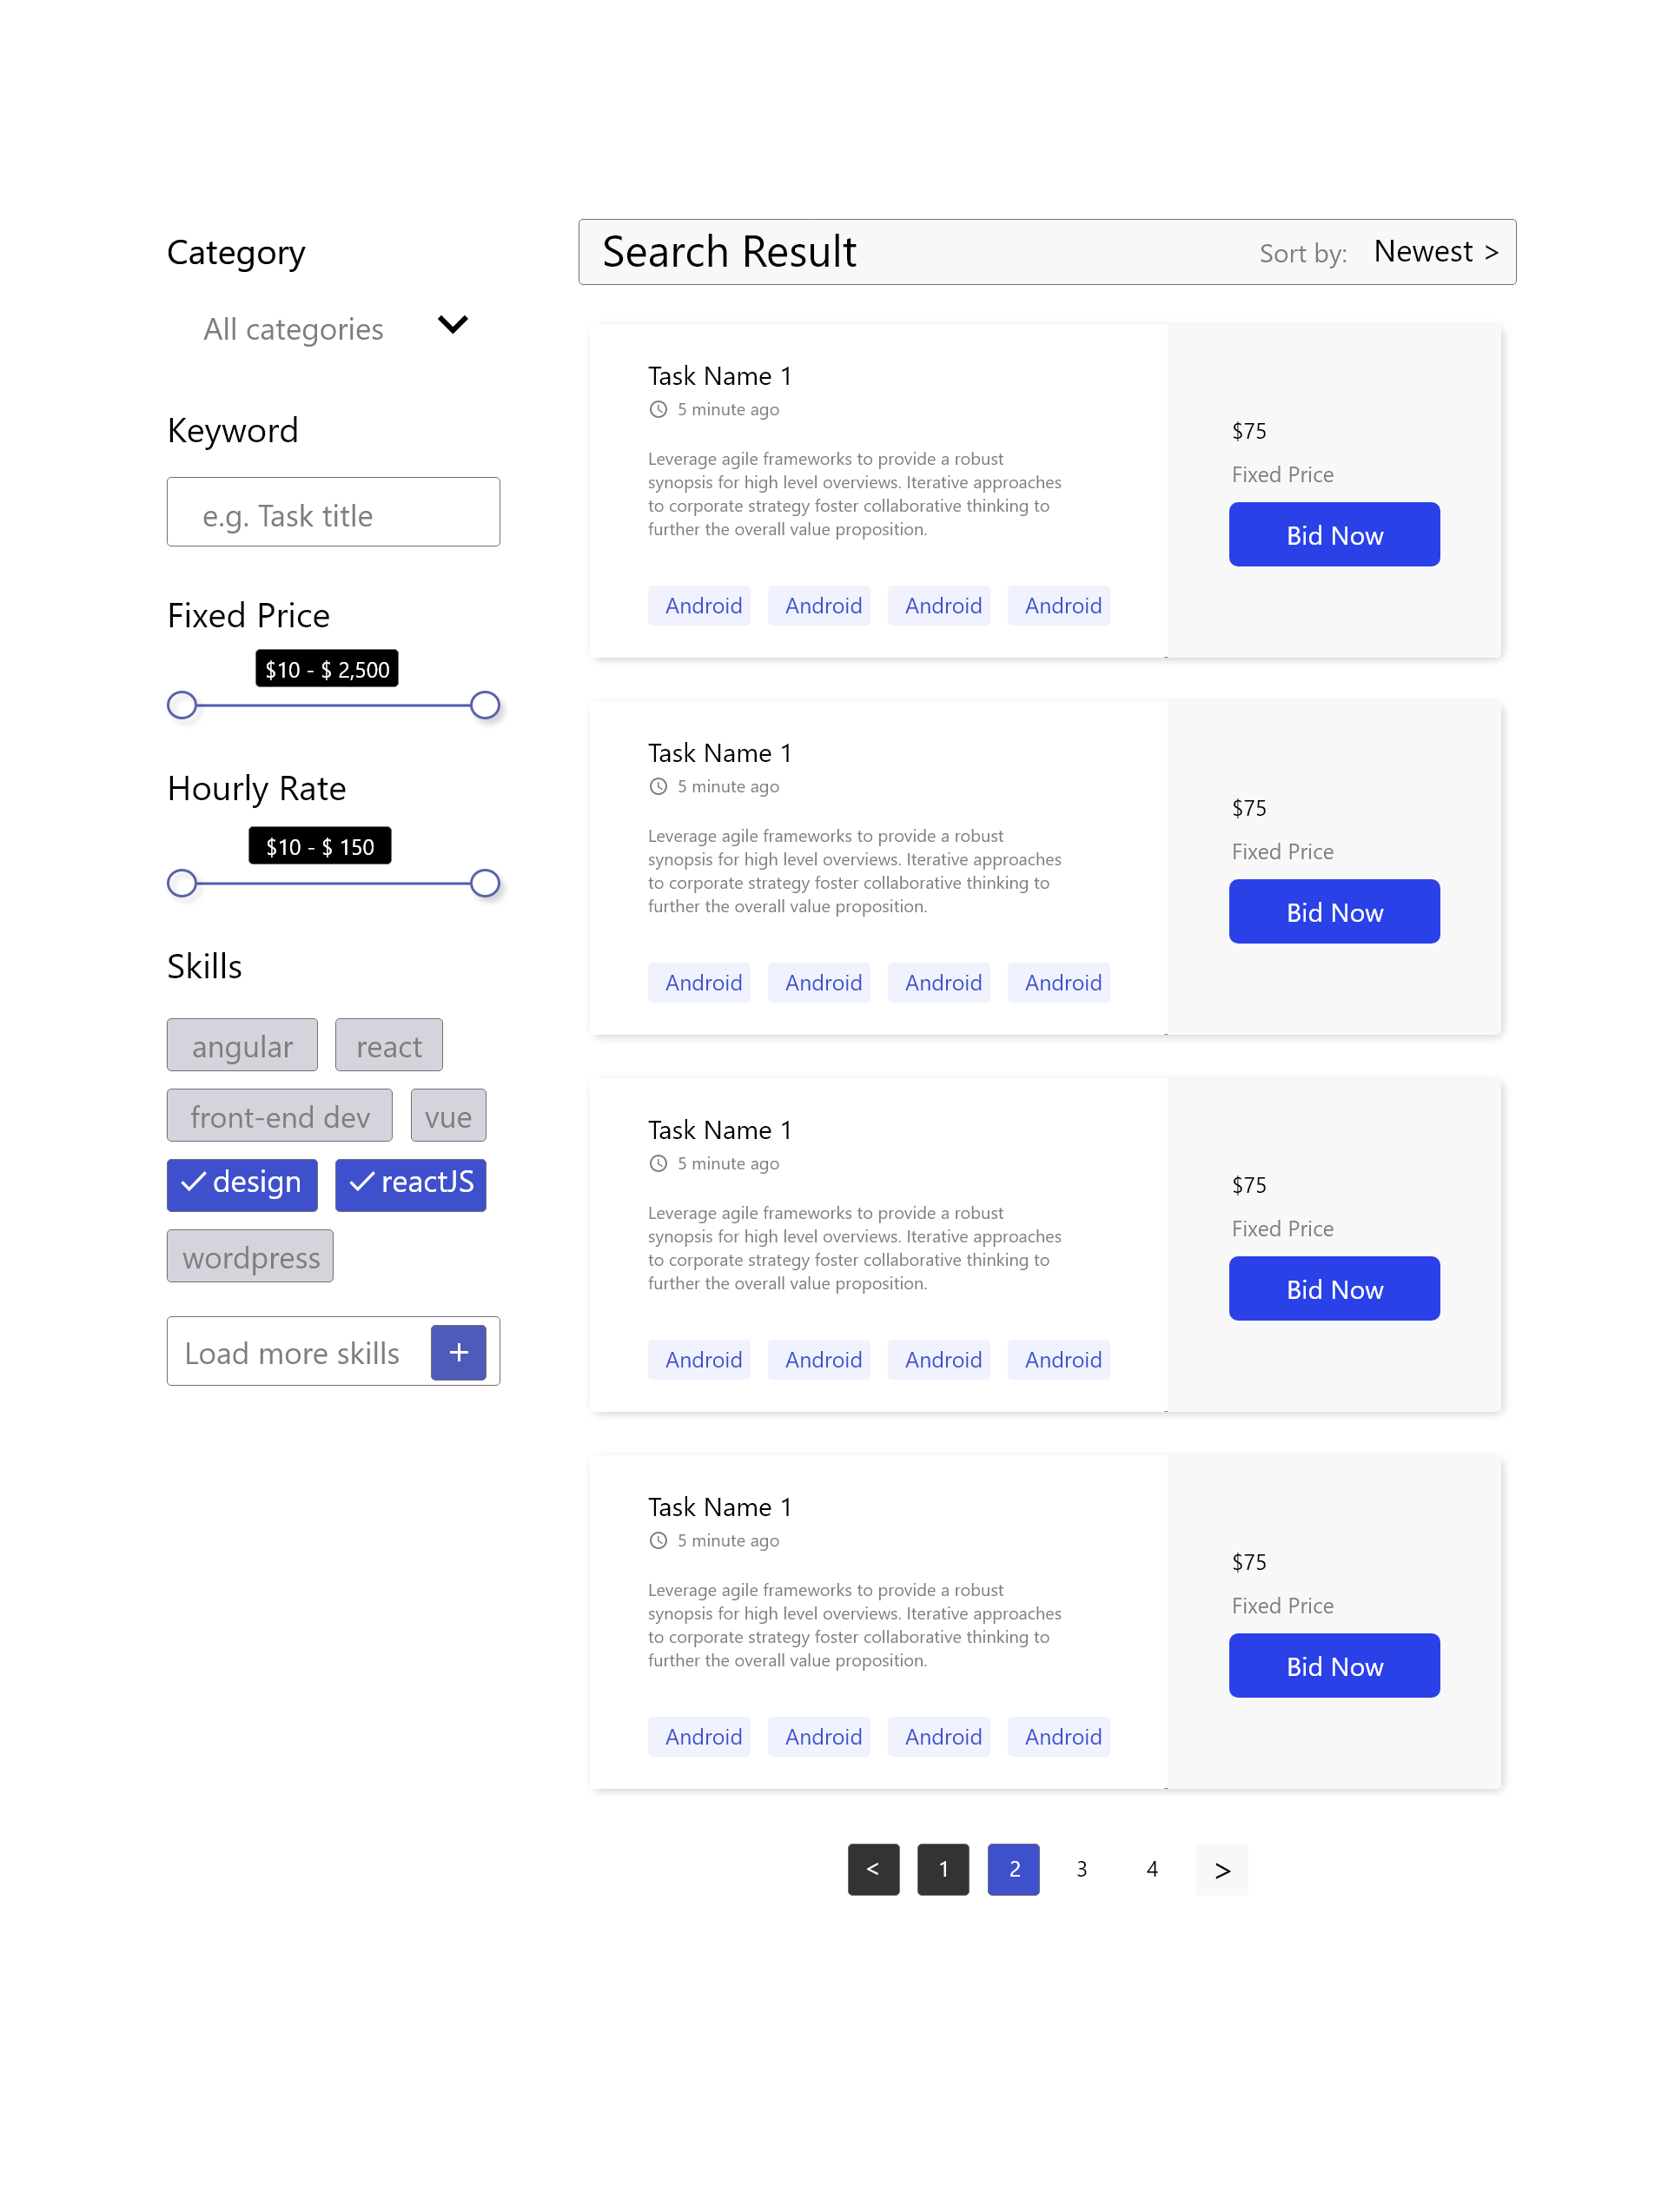 Category
All categories
Keyword
e.g. Task title
Fixed Price
$10 - $ 2,500
Hourly Rate
$10 - $ 150
Skills
angular react
front-end dev vue
design reactJS
wordpress
Load more skills +
Search Result Sort by: Newest >
Task Name 1
5 minute ago
Leverage agile frameworks to provide a robust
synopsis for high level overviews. Iterative approaches
to corporate strategy foster collaborative thinking to
further the overall value proposition.
Android Android Android Android
$75
Fixed Price
Bid Now
Task Name 1
5 minute ago
Leverage agile frameworks to provide a robust
synopsis for high level overviews. Iterative approaches
to corporate strategy foster collaborative thinking to
further the overall value proposition.
Android Android Android Android
$75
Fixed Price
Bid Now
Task Name 1
5 minute ago
Leverage agile frameworks to provide a robust
synopsis for high level overviews. Iterative approaches
to corporate strategy foster collaborative thinking to
further the overall value proposition.
Android Android Android Android
$75
Fixed Price
Bid Now
Task Name 1
5 minute ago
Leverage agile frameworks to provide a robust
synopsis for high level overviews. Iterative approaches
to corporate strategy foster collaborative thinking to
further the overall value proposition.
Android Android Android Android
$75
Fixed Price
Bid Now
< 1 2 3 4 >